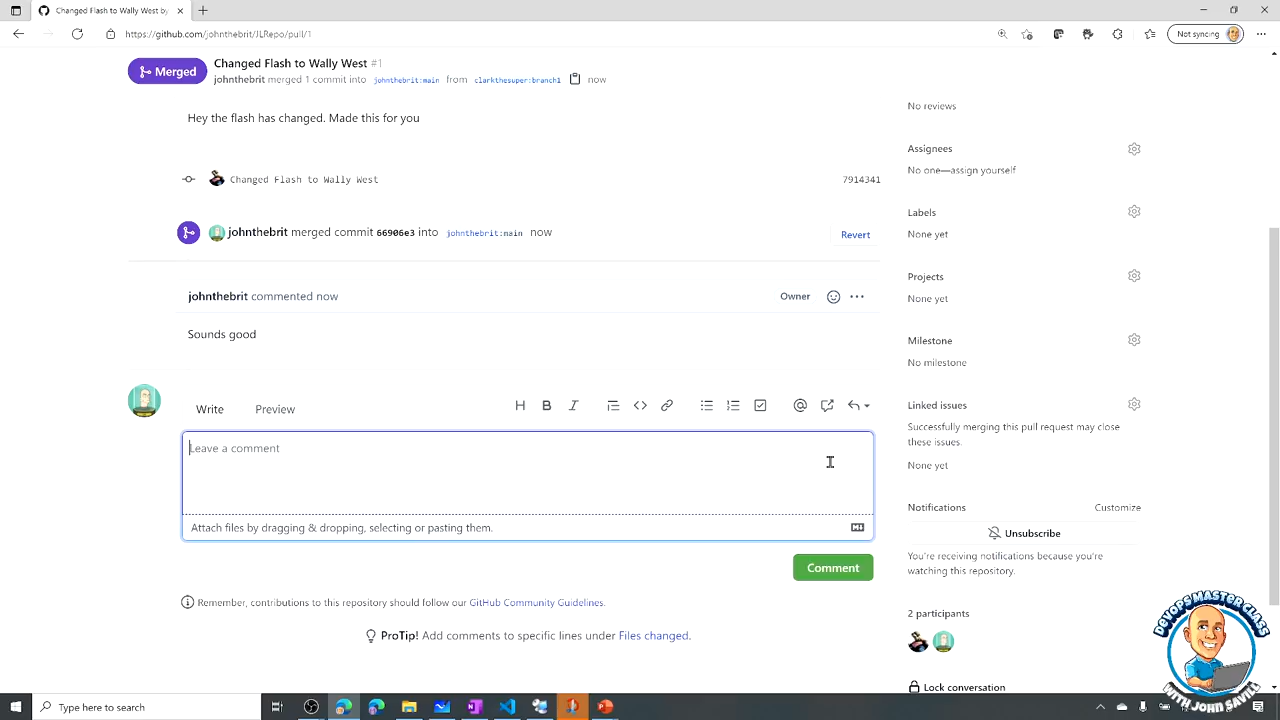 Changed Flash to Wally West by
https://github.com/johnthebrit/JLRepo/pull/1
Not syncing
Merged
Changed Flash to Wally West #1
johnthebrit merged 1 commit into johnthebrit:main from clarkthesuper:branch1 now
Hey the flash has changed. Made this for you
Changed Flash to Wally West 7914341
johnthebrit merged commit 66906e3 into johnthebrit:main now
Revert
johnthebrit commented now
Owner
Sounds good
Write Preview
Leave a comment
Attach files by dragging & dropping, selecting or pasting them.
Comment
Remember, contributions to this repository should follow our GitHub Community Guidelines.
ProTip! Add comments to specific lines under Files changed.
No reviews
Assignees
No one—assign yourself
Labels
None yet
Projects
None yet
Milestone
No milestone
Linked issues
Successfully merging this pull request may close
these issues.
None yet
Notifications Customize
Unsubscribe
You're receiving notifications because you're
watching this repository.
2 participants
Lock conversation
DEVOPS MASTER CLASS
WITH JOHN SAVILL
Type here to search